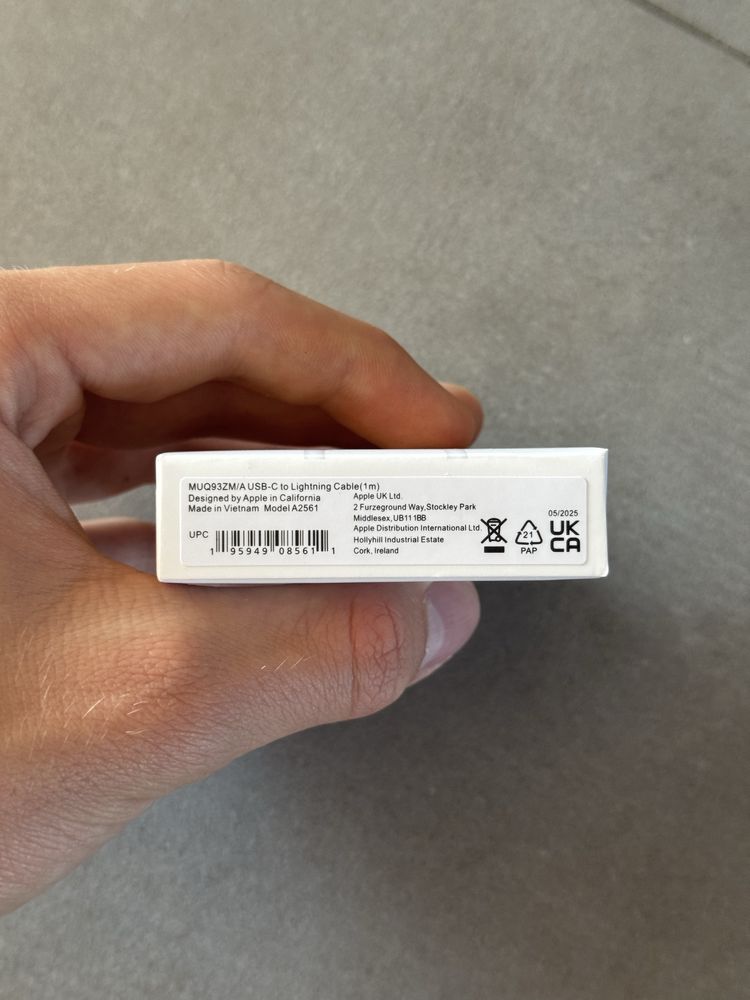 MUQ93ZM/A USB-C to Lightning Cable(1m)
Designed by Apple in California
Made in Vietnam Model A2561
UPC
1 95949 08561 1
Apple UK Ltd.
2 Furzeground Way,Stockley Park
Middlesex,UB111BB
Apple Distribution International Ltd.
Hollyhill Industrial Estate
Cork, Ireland
21
PAP
05/2025
UK
CA